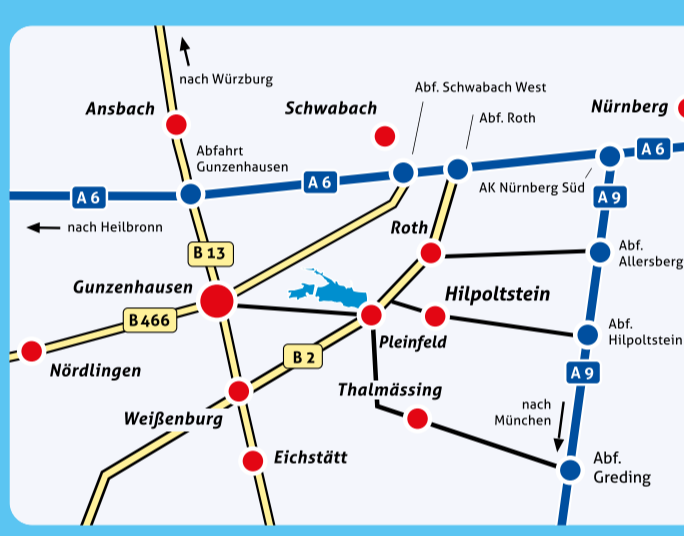 nach Würzburg
Abf. Schwabach West
Ansbach
Schwabach
Nürnberg
Abf. Roth
Abfahrt
Gunzenhausen
A 6
A 6
A 6
AK Nürnberg Süd
A 9
nach Heilbronn
Roth
B 13
Abf.
Allersberg
Gunzenhausen
Hilpoltstein
B 466
Abf.
Hilpoltstein
Pleinfeld
B 2
Nördlingen
A 9
Thalmässing
nach
München
Weißenburg
Eichstätt
Abf.
Greding